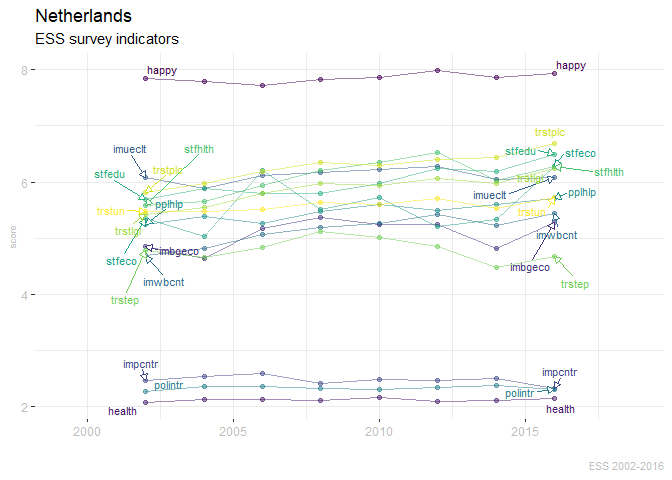 Netherlands
ESS survey indicators
8
6
4
2
score
happy
happy
imueclt
stfhlth
stfedu
trstplc
pplhlp
trstun
trstlgl
stfeco
imbgeco
imwbcnt
trstep
trstplc
stfedu
stfeco
stfhlth
imueclt
pplhlp
trstun
imwbcnt
imbgeco
trstep
impcntr
polintr
health
impcntr
polintr
health
2000
2005
2010
2015
ESS 2002-2016